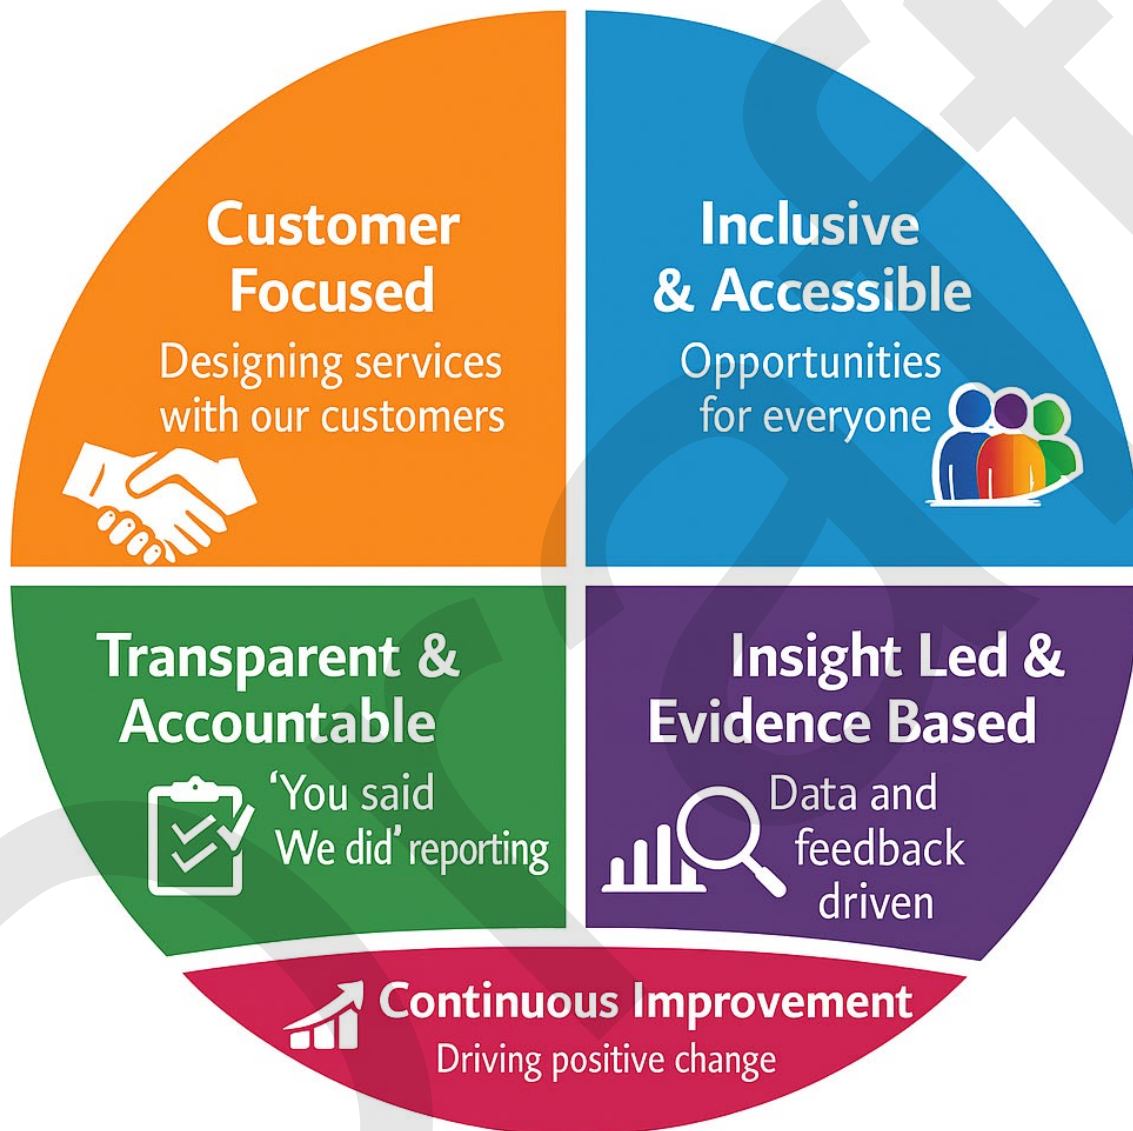 Customer
Focused
Designing services
with our customers
Inclusive
& Accessible
Opportunities
for everyone
Transparent &
Accountable
‘You said
We did’ reporting
Insight Led &
Evidence Based
Data and
feedback
driven
Continuous Improvement
Driving positive change
Draft